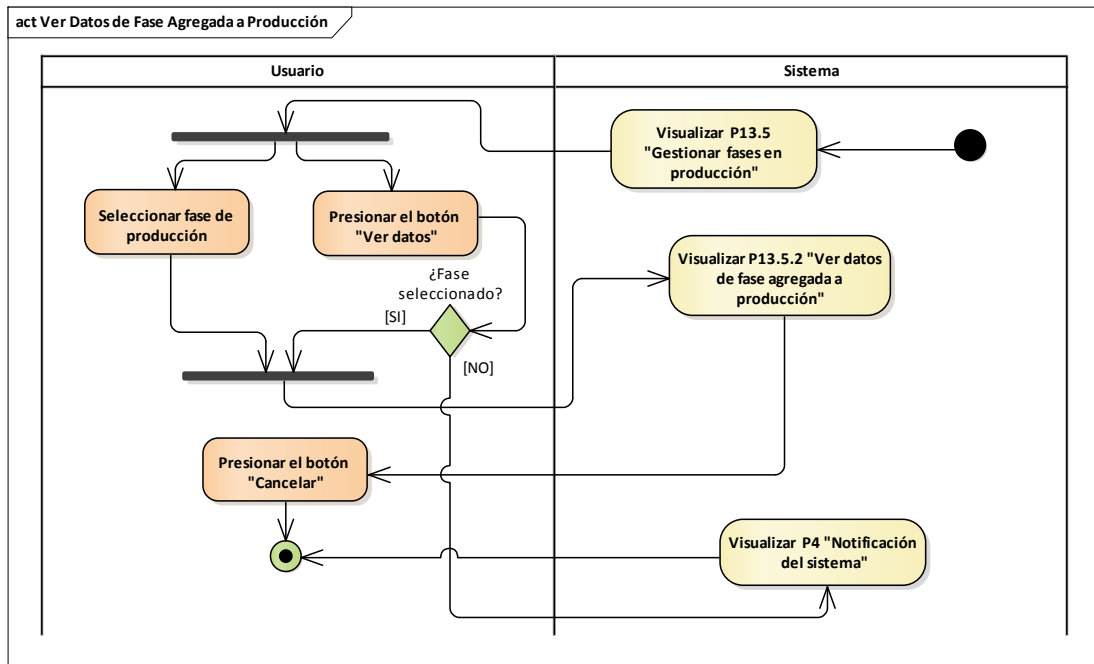 act Ver Datos de Fase Agregada a Producción
Usuario
Sistema
Visualizar P13.5
"Gestionar fases en
producción"
Seleccionar fase de
producción
Presionar el botón
"Ver datos"
Visualizar P13.5.2 "Ver datos
de fase agregada a
producción"
¿Fase
seleccionado?
[SI]
[NO]
Presionar el botón
"Cancelar"
Visualizar P4 "Notificación
del sistema"